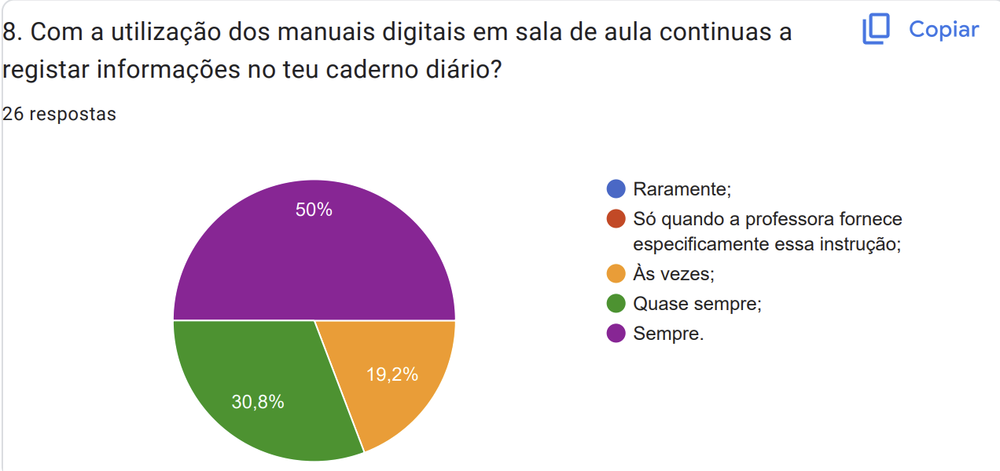 8. Com a utilização dos manuais digitais em sala de aula continuas a
registar informações no teu caderno diário?
Copiar
26 respostas
50%
19,2%
30,8%
Raramente;
Só quando a professora fornece
especificamente essa instrução;
Às vezes;
Quase sempre;
Sempre.